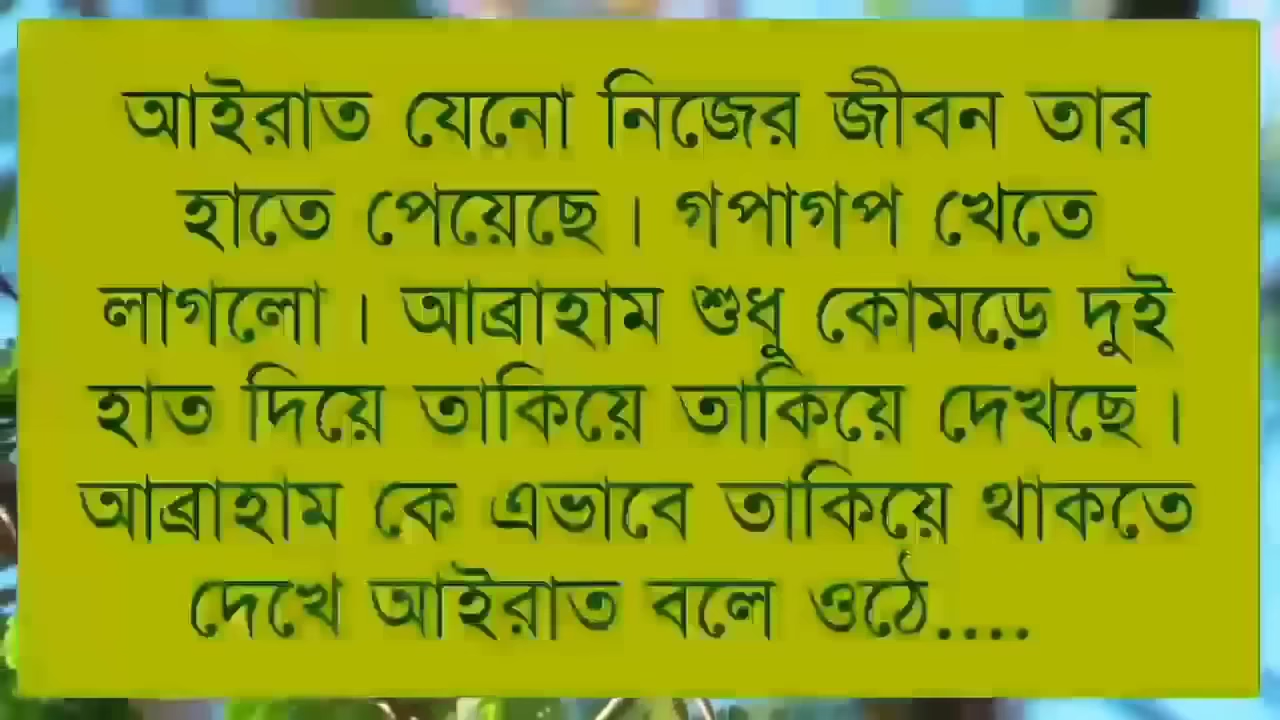 আইরাত যেনো নিজের জীবন তার
হাতে পেয়েছে। গপাগপ খেতে
লাগলো। আব্রাহাম শুধু কোমড়ে দুই
হাত দিয়ে তাকিয়ে তাকিয়ে দেখছে।
আব্রাহাম কে এভাবে তাকিয়ে থাকতে
দেখে আইরাত বলে ওঠে....